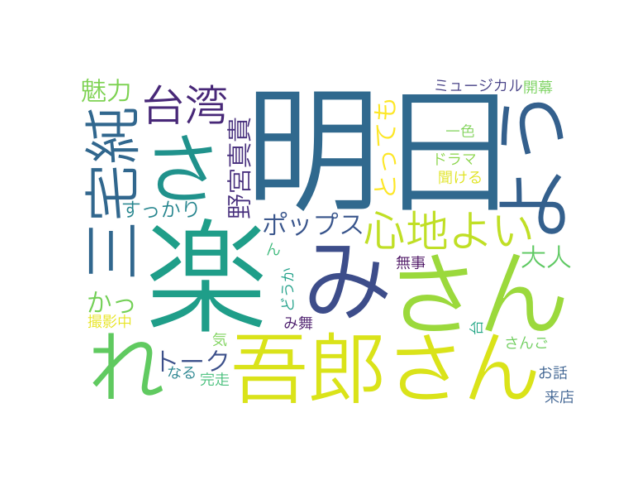 魅力
台湾
明日
よう
ミュージカル
開幕
三宅純
さ
野宮真貴
とっても
一色
ドラマ
聞ける
すっかり
ポップス
心地よい
大人
楽
ん
み
無事
さん
かっ
撮影中
どうか
み舞
台
れ
トーク
気
吾郎さん
さんご
なる
完走
お話
来店